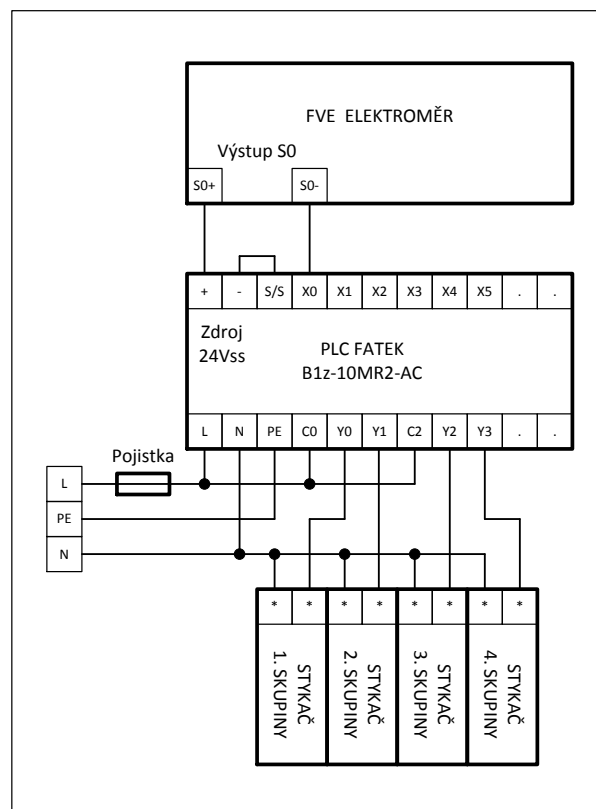 FVE ELEKTROMĚR
Výstup S0
S0+ S0-
+ - S/S X0 X1 X2 X3 X4 X5 . .
Zdroj
24Vss
PLC FATEK
B1z-10MR2-AC
L N PE C0 Y0 Y1 C2 Y2 Y3 . .
Pojistka
L
PE
N
* * * * * * * *
STYKAČ
1. SKUPINY
STYKAČ
2. SKUPINY
STYKAČ
3. SKUPINY
STYKAČ
4. SKUPINY